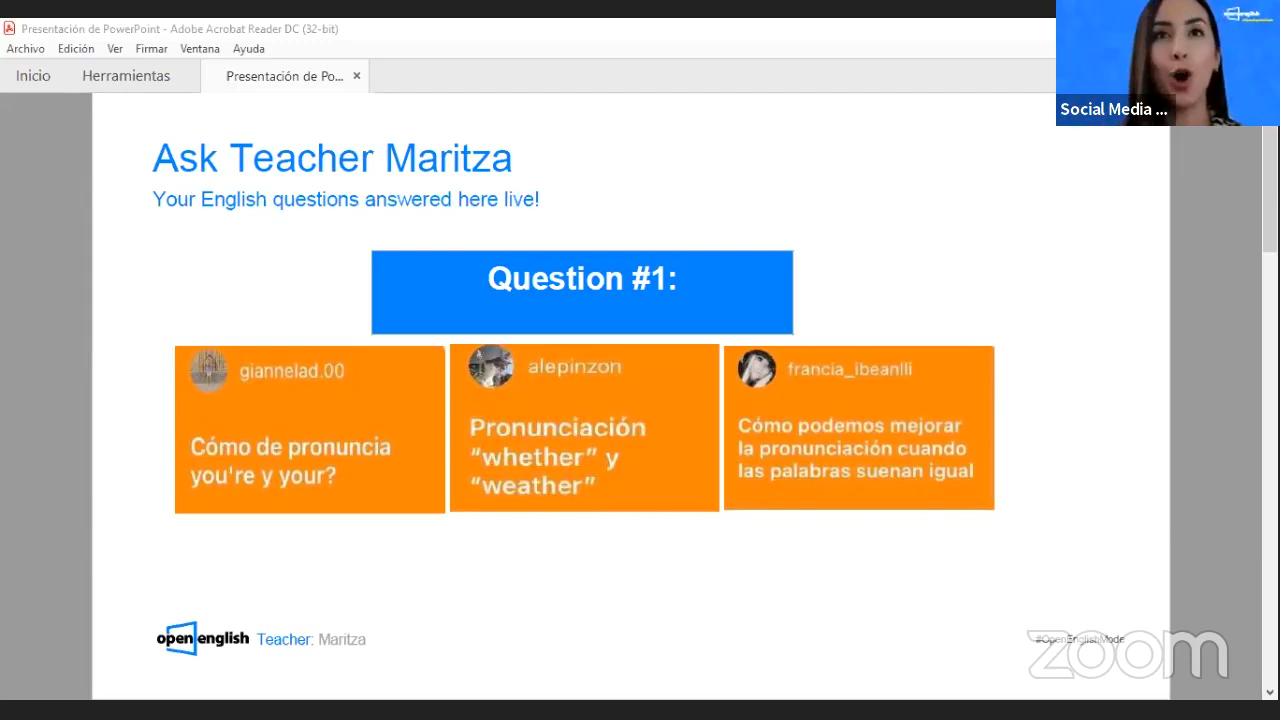 Presentación de PowerPoint - Adobe Acrobat Reader DC (32-bit)
Archivo Edición Ver Firmar Ventana Ayuda
Inicio Herramientas Presentación de Po... ×
openenglish
Social Media ...
Ask Teacher Maritza
Your English questions answered here live!
Question #1:
giannelad.00
Cómo de pronuncia
you're y your?
alepinzon
Pronunciación
“whether” y
“weather”
francia_ibeanlli
Cómo podemos mejorar
la pronunciación cuando
las palabras suenan igual
openenglish Teacher: Maritza
#OpenEnglishMode
zoom